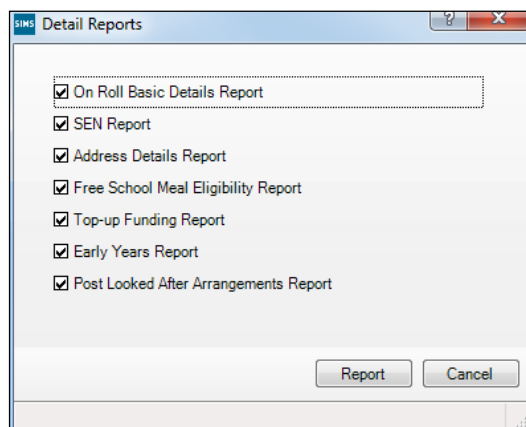 SIMS Detail Reports ? X
On Roll Basic Details Report
SEN Report
Address Details Report
Free School Meal Eligibility Report
Top-up Funding Report
Early Years Report
Post Looked After Arrangements Report
Report Cancel